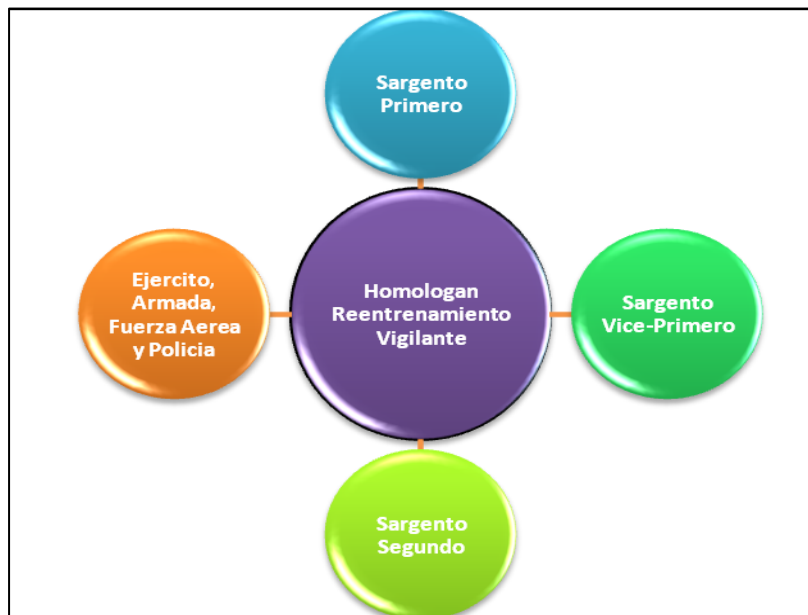 Sargento
Primero
Ejercito,
Armada,
Fuerza Aerea
y Policia
Homologan
Reentrenamiento
Vigilante
Sargento
Vice-Primero
Sargento
Segundo